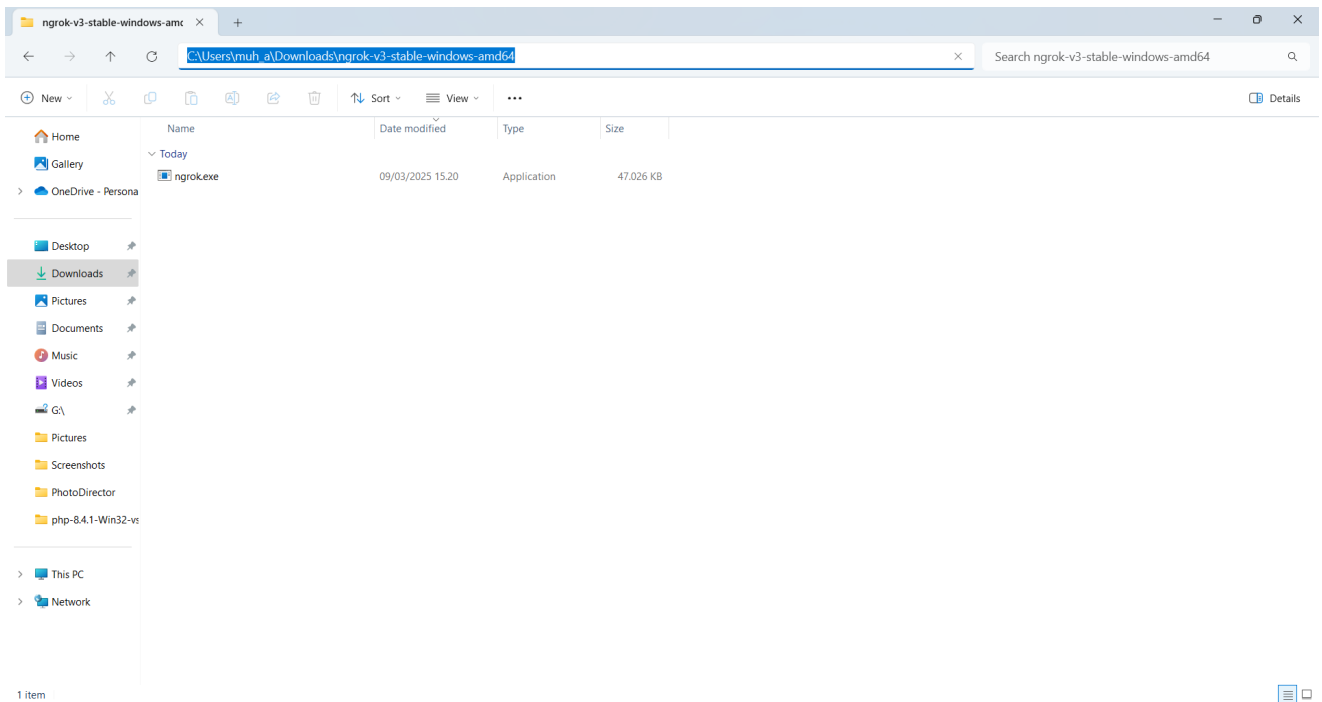 ngrok-v3-stable-windows-amd
C:\Users\muh_a\Downloads\ngrok-v3-stable-windows-amd64
Search ngrok-v3-stable-windows-amd64
New
Sort
View
Details
Name Date modified Type Size
Today
ngrok.exe 09/03/2025 15.20 Application 47.026 KB
Home
Gallery
OneDrive - Persona
Desktop
Downloads
Pictures
Documents
Music
Videos
G:\
Pictures
Screenshots
PhotoDirector
php-8.4.1-Win32-vs
This PC
Network
1 item